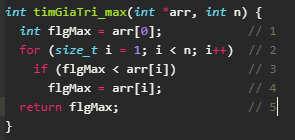 int timGiaTri_max(int *arr, int n) {
  int flgMax = arr[0];              // 1
  for (size_t i = 1; i < n; i++)    // 2
    if (flgMax < arr[i])            // 3
      flgMax = arr[i];              // 4
  return flgMax;                    // 5
}